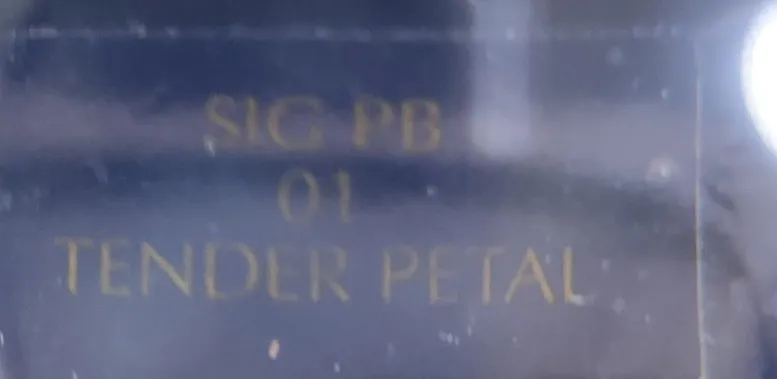 SIG PB
01
TENDER PETAL